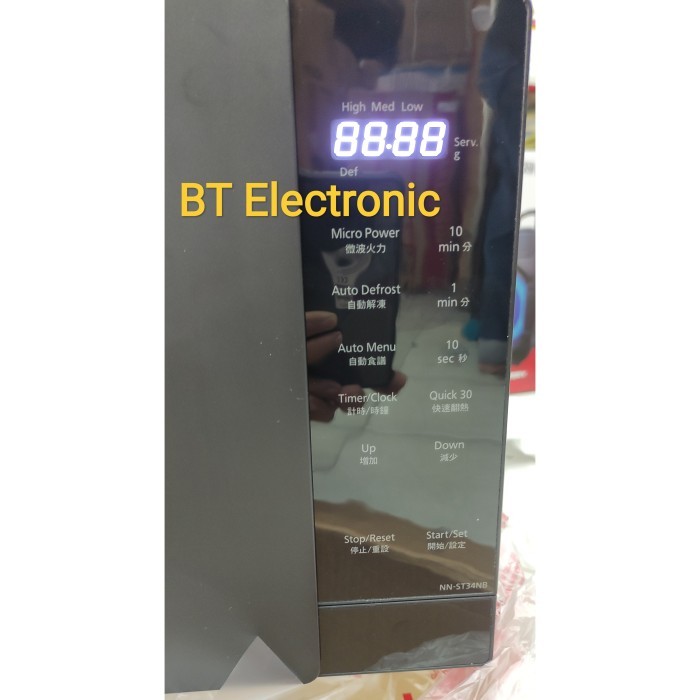 High Med Low
88:88
Serv.
g
Def
BT Electronic
Micro Power
微波火力
10
min 分
Auto Defrost
自動解凍
1
min 分
Auto Menu
自動食譜
10
sec 秒
Timer/Clock
計時/時鐘
Quick 30
快速翻熱
Up
增加
Down
減少
Stop/Reset
停止/重設
Start/Set
開始/設定
NN-ST34NB